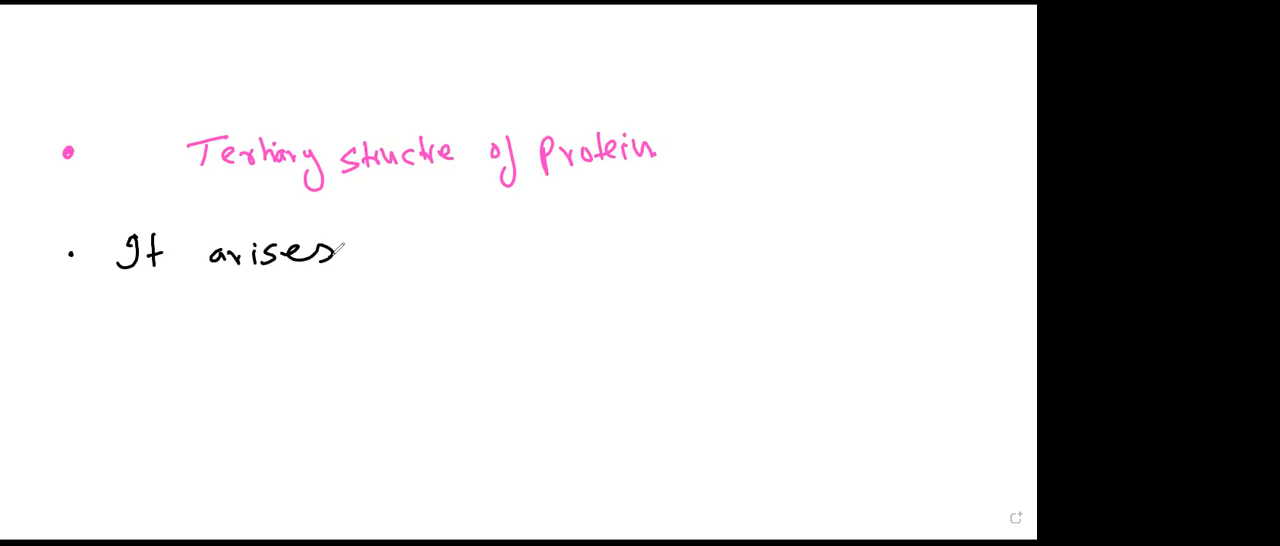 • Tertiary structre of protein
• It arises